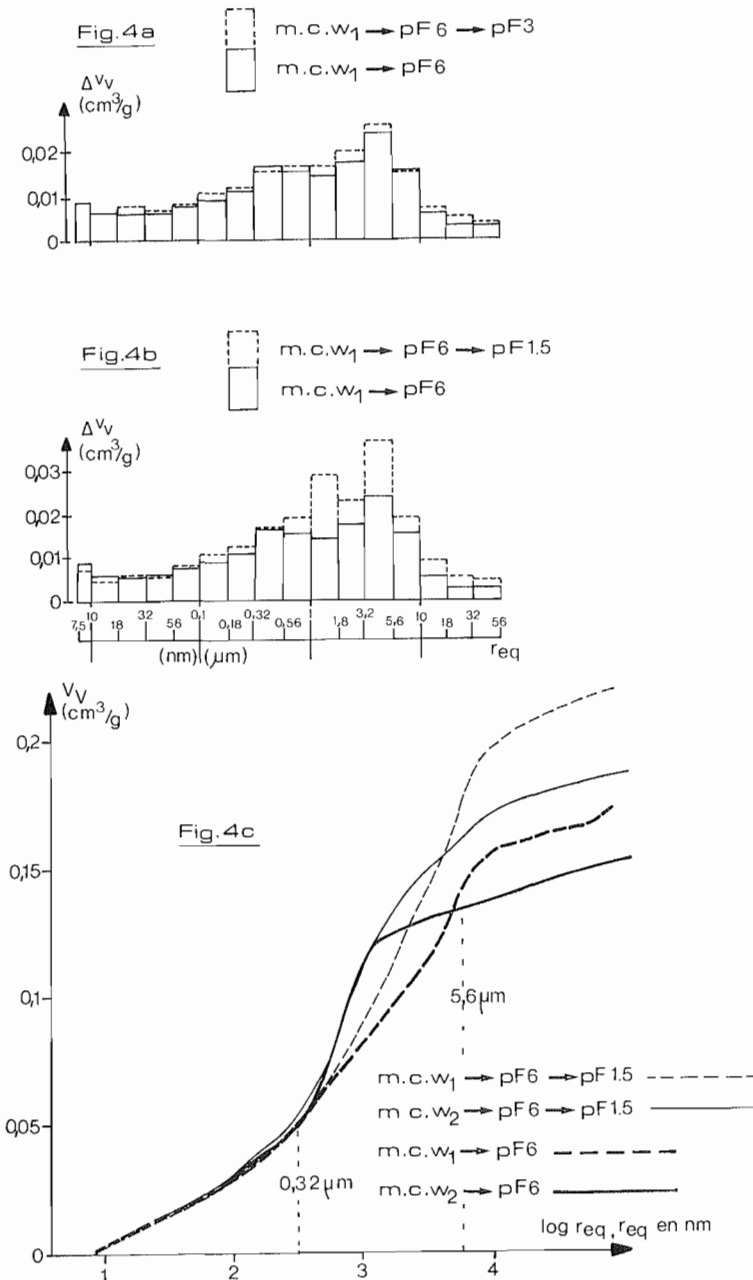 Fig.4a
m.c.w₁ → pF6 → pF3
m.c.w₁ → pF6
ΔVv
(cm³/g)
0,02
0,01
0
Fig.4b
m.c.w₁ → pF6 → pF1.5
m.c.w₁ → pF6
ΔVv
(cm³/g)
0,03
0,02
0,01
0
7,5 10 18 32 56 0,1 0,18 0,32 0,56 1,8 3,2 5,6 10 18 32 56
(nm) (µm) req
Vv
(cm³/g)
0,2
Fig.4c
0,15
0,1
5,6µm
m.c.w₁ → pF6 → pF1.5
m c.w₂ → pF6 → pF1.5
0,05
m.c.w₁ → pF6
0,32µm
m.c.w₂ → pF6
log req, req en nm
0
1 2 3 4